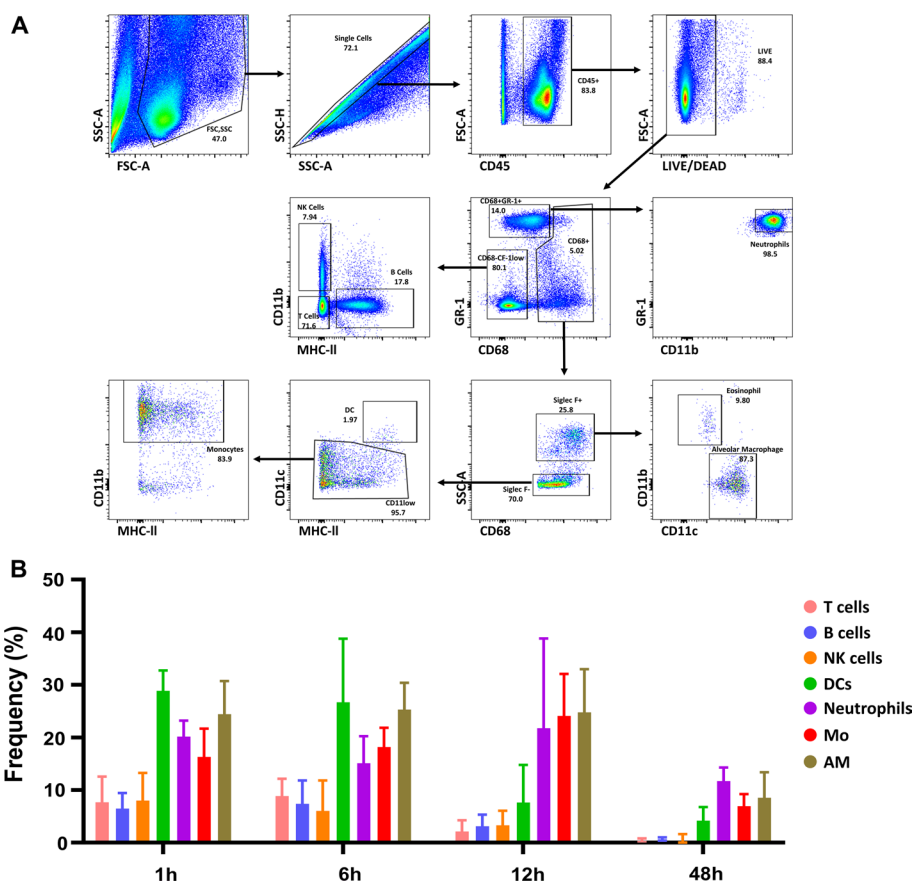 A
SSC-A
FSC,SSC
47.0
FSC-A
SSC-H
Single Cells
72.1
SSC-A
FSC-A
CD45+
83.8
CD45
FSC-A
LIVE
88.4
LIVE/DEAD
CD11b
NK Cells
7.94
B Cells
17.8
T Cells
71.6
MHC-II
GR-1
CD68+GR-1+
14.0
CD68+
5.02
CD68-CF-1low
80.1
CD68
GR-1
Neutrophils
98.5
CD11b
CD11b
Monocytes
83.9
MHC-II
CD11c
DC
1.97
CD11low
95.7
MHC-II
SSC-A
Siglec F+
25.8
Siglec F-
70.0
CD68
CD11b
Eosinophil
9.80
Alveolar Macrophage
87.3
CD11c
B
Frequency (%)
50
40
30
20
10
0
1h
6h
12h
48h
T cells
B cells
NK cells
DCs
Neutrophils
Mo
AM